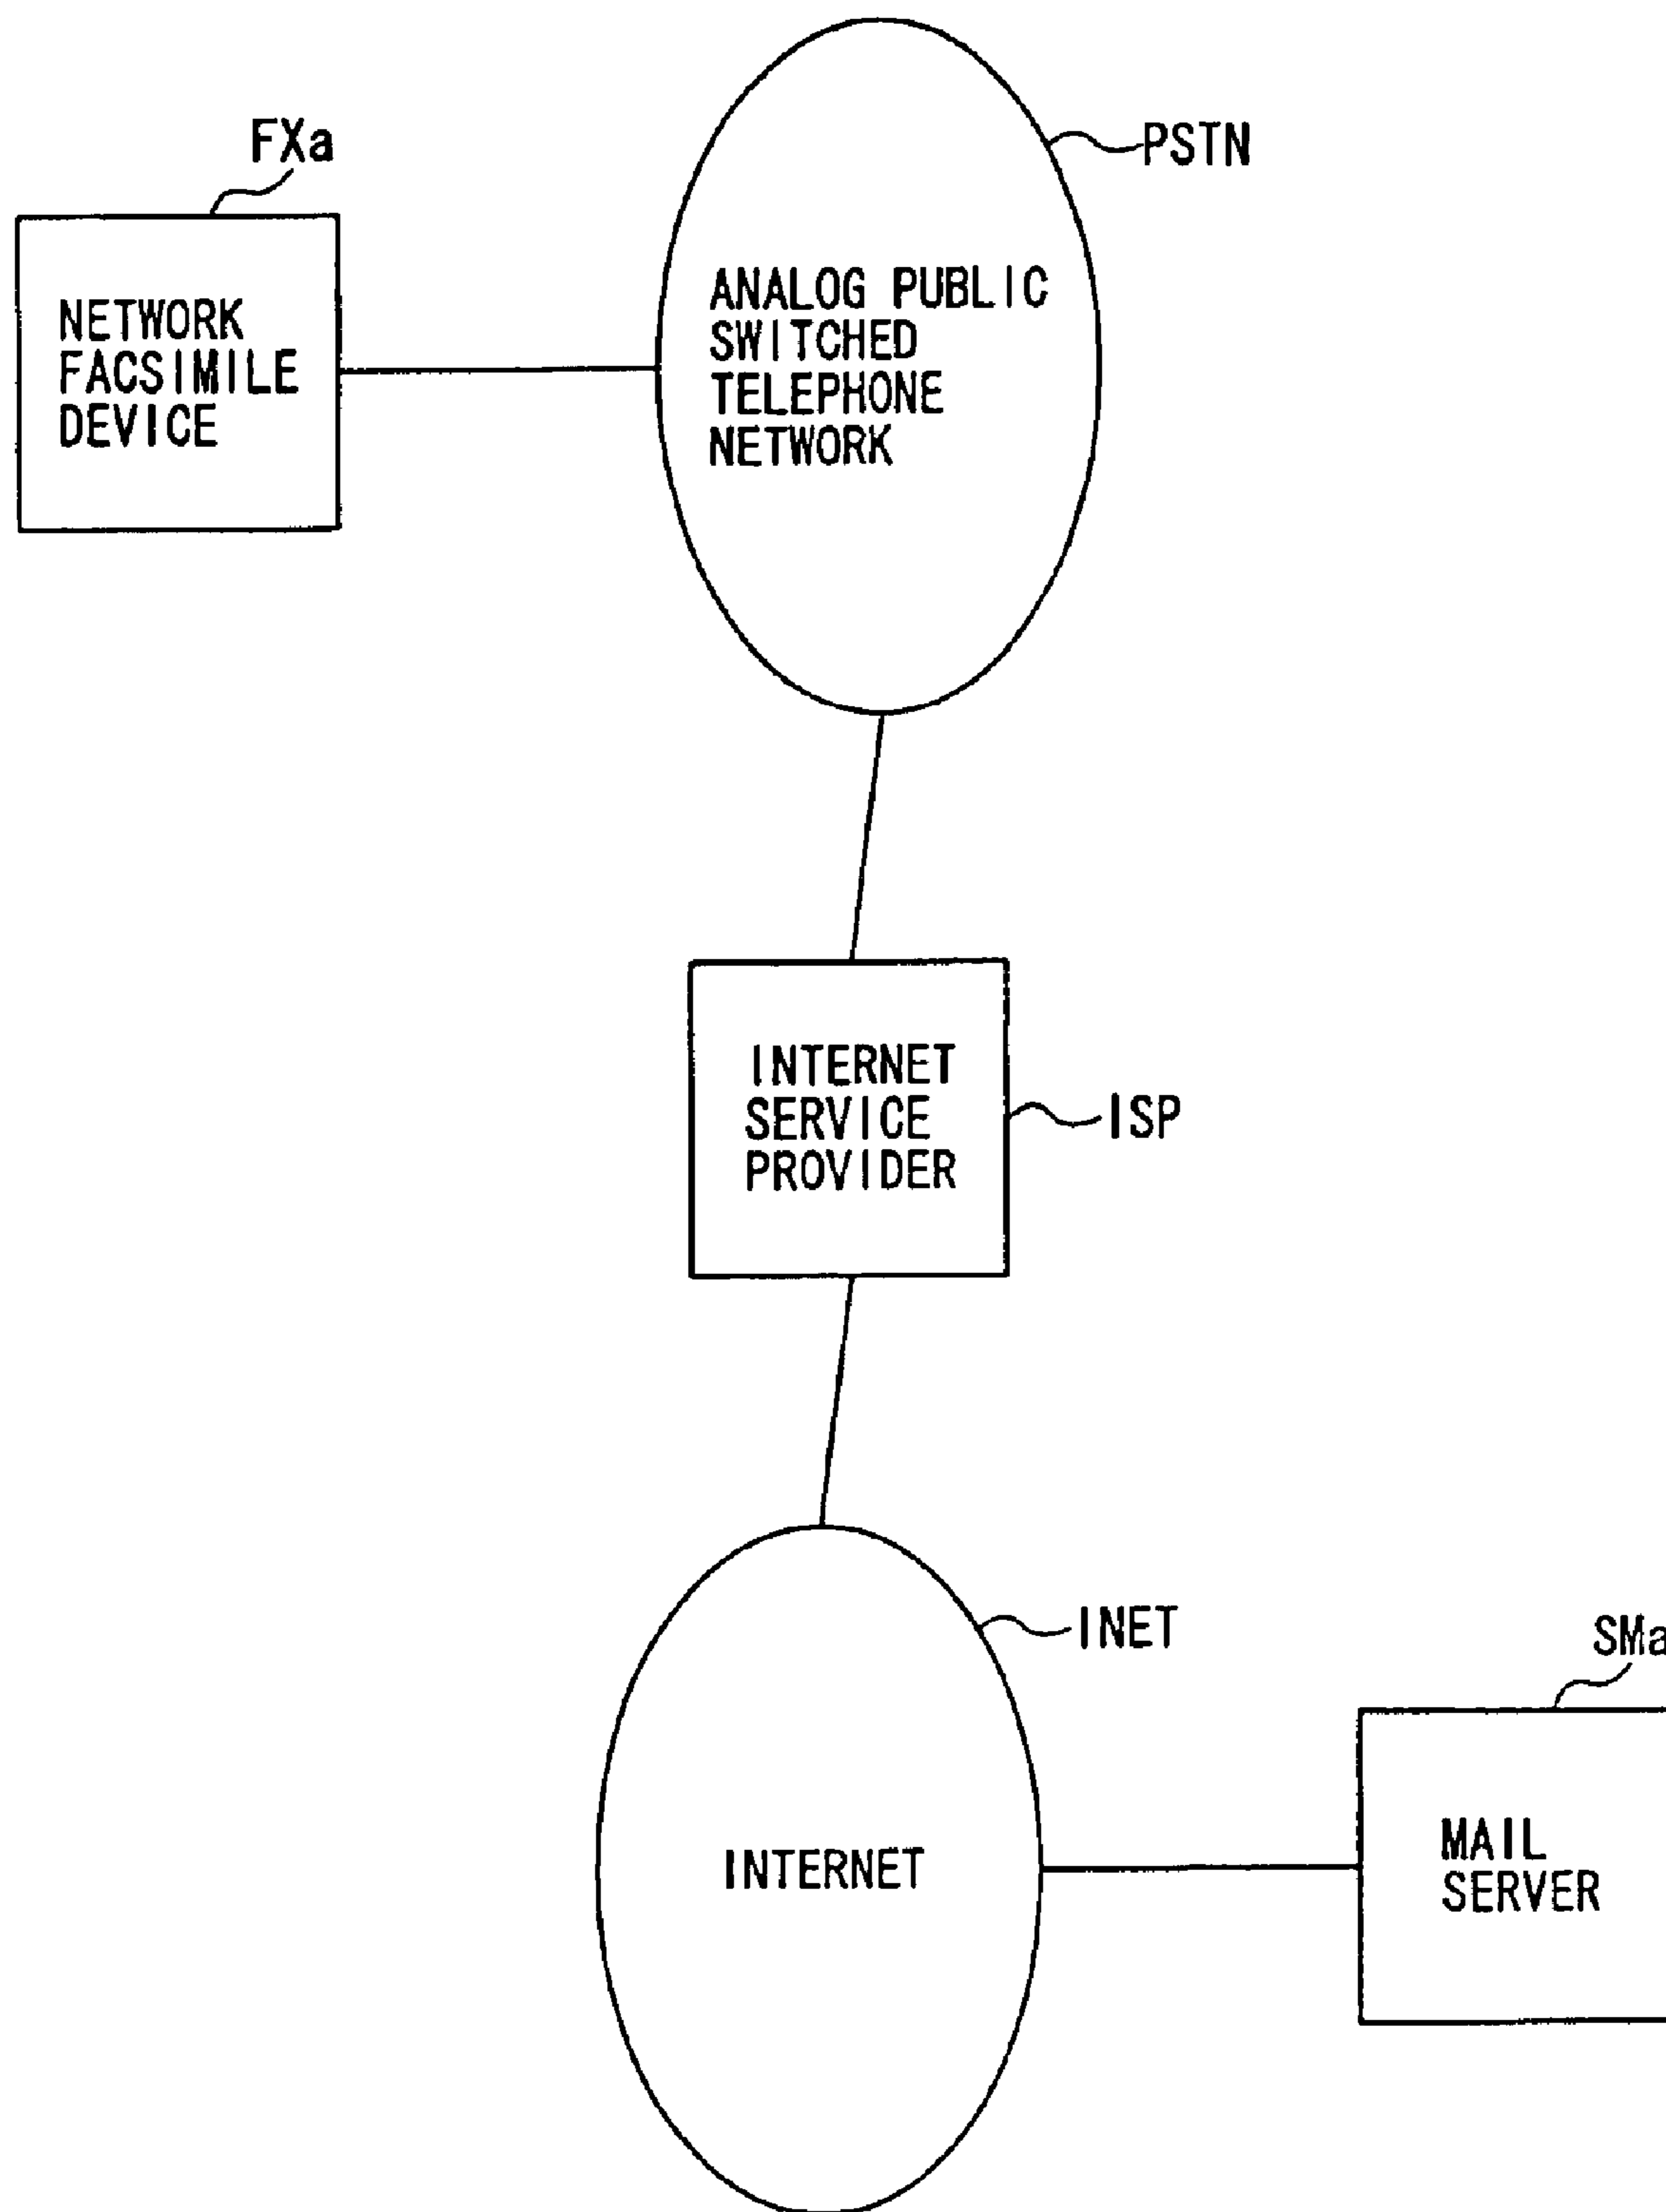 FXa
PSTN
NETWORK
FACSIMILE
DEVICE
ANALOG PUBLIC
SWITCHED
TELEPHONE
NETWORK
INTERNET
SERVICE
PROVIDER
ISP
INET
SMa
INTERNET
MAIL
SERVER